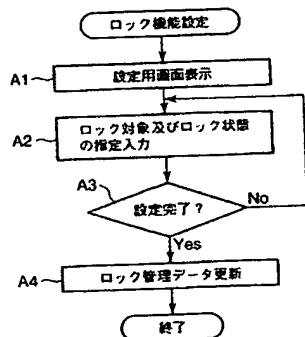 ロック機能設定
A1
設定用画面表示
A2
ロック対象及びロック状態
の指定入力
A3
設定完了？
No
Yes
A4
ロック管理データ更新
終了